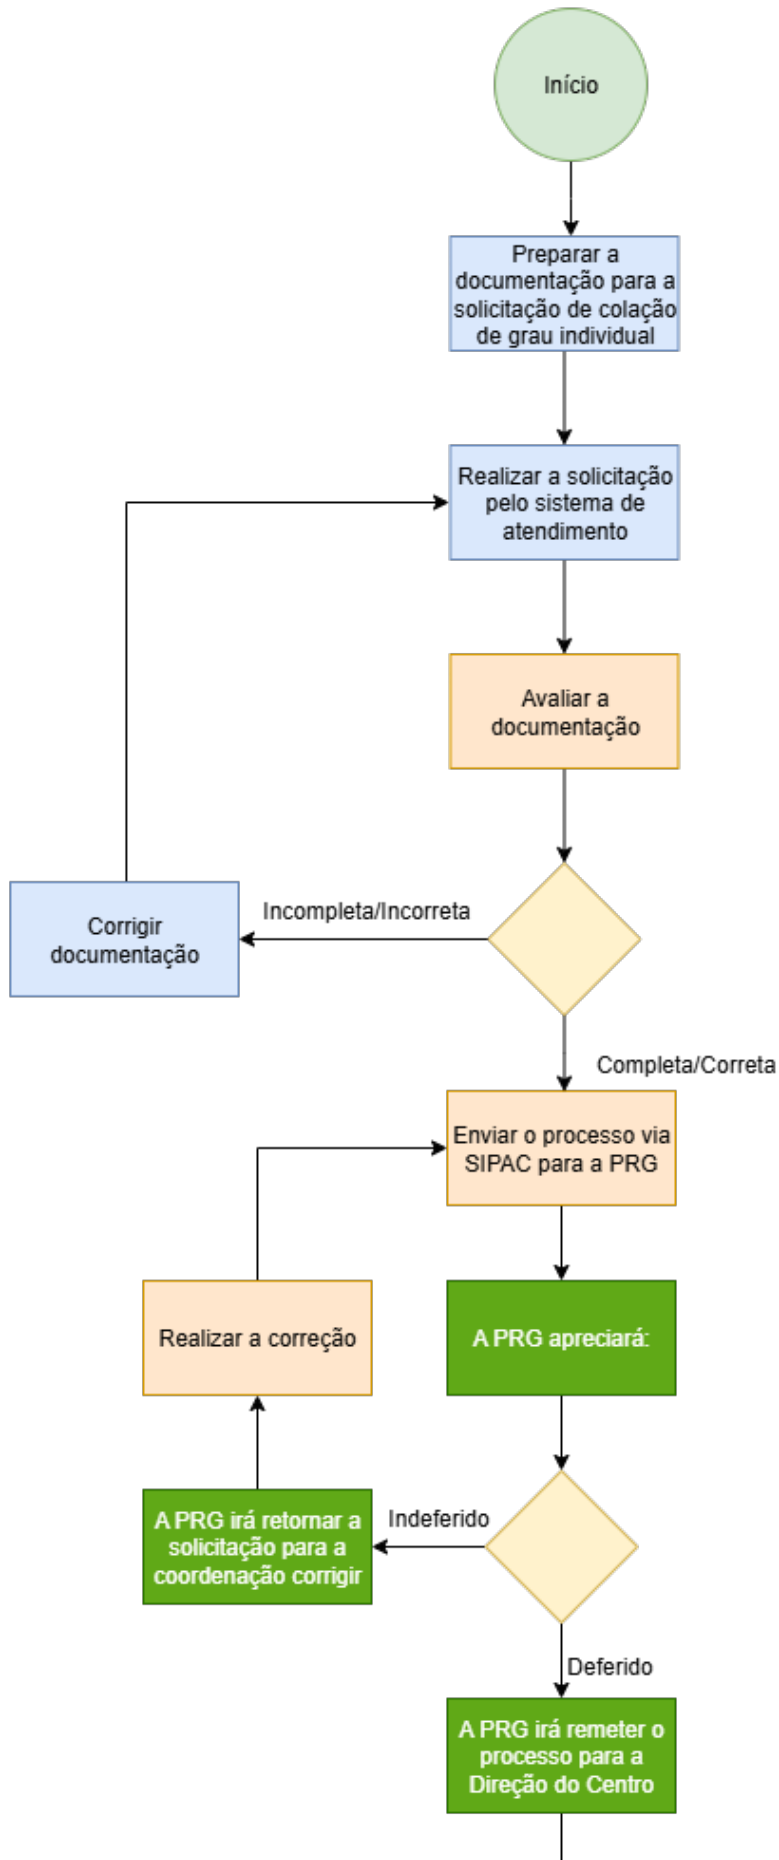 Início
Preparar a
documentação para a
solicitação de colação
de grau individual
Realizar a solicitação
pelo sistema de
atendimento
Avaliar a
documentação
Incompleta/Incorreta
Corrigir
documentação
Completa/Correta
Enviar o processo via
SIPAC para a PRG
A PRG apreciará:
Realizar a correção
Indeferido
A PRG irá retornar a
solicitação para a
coordenação corrigir
Deferido
A PRG irá remeter o
processo para a
Direção do Centro